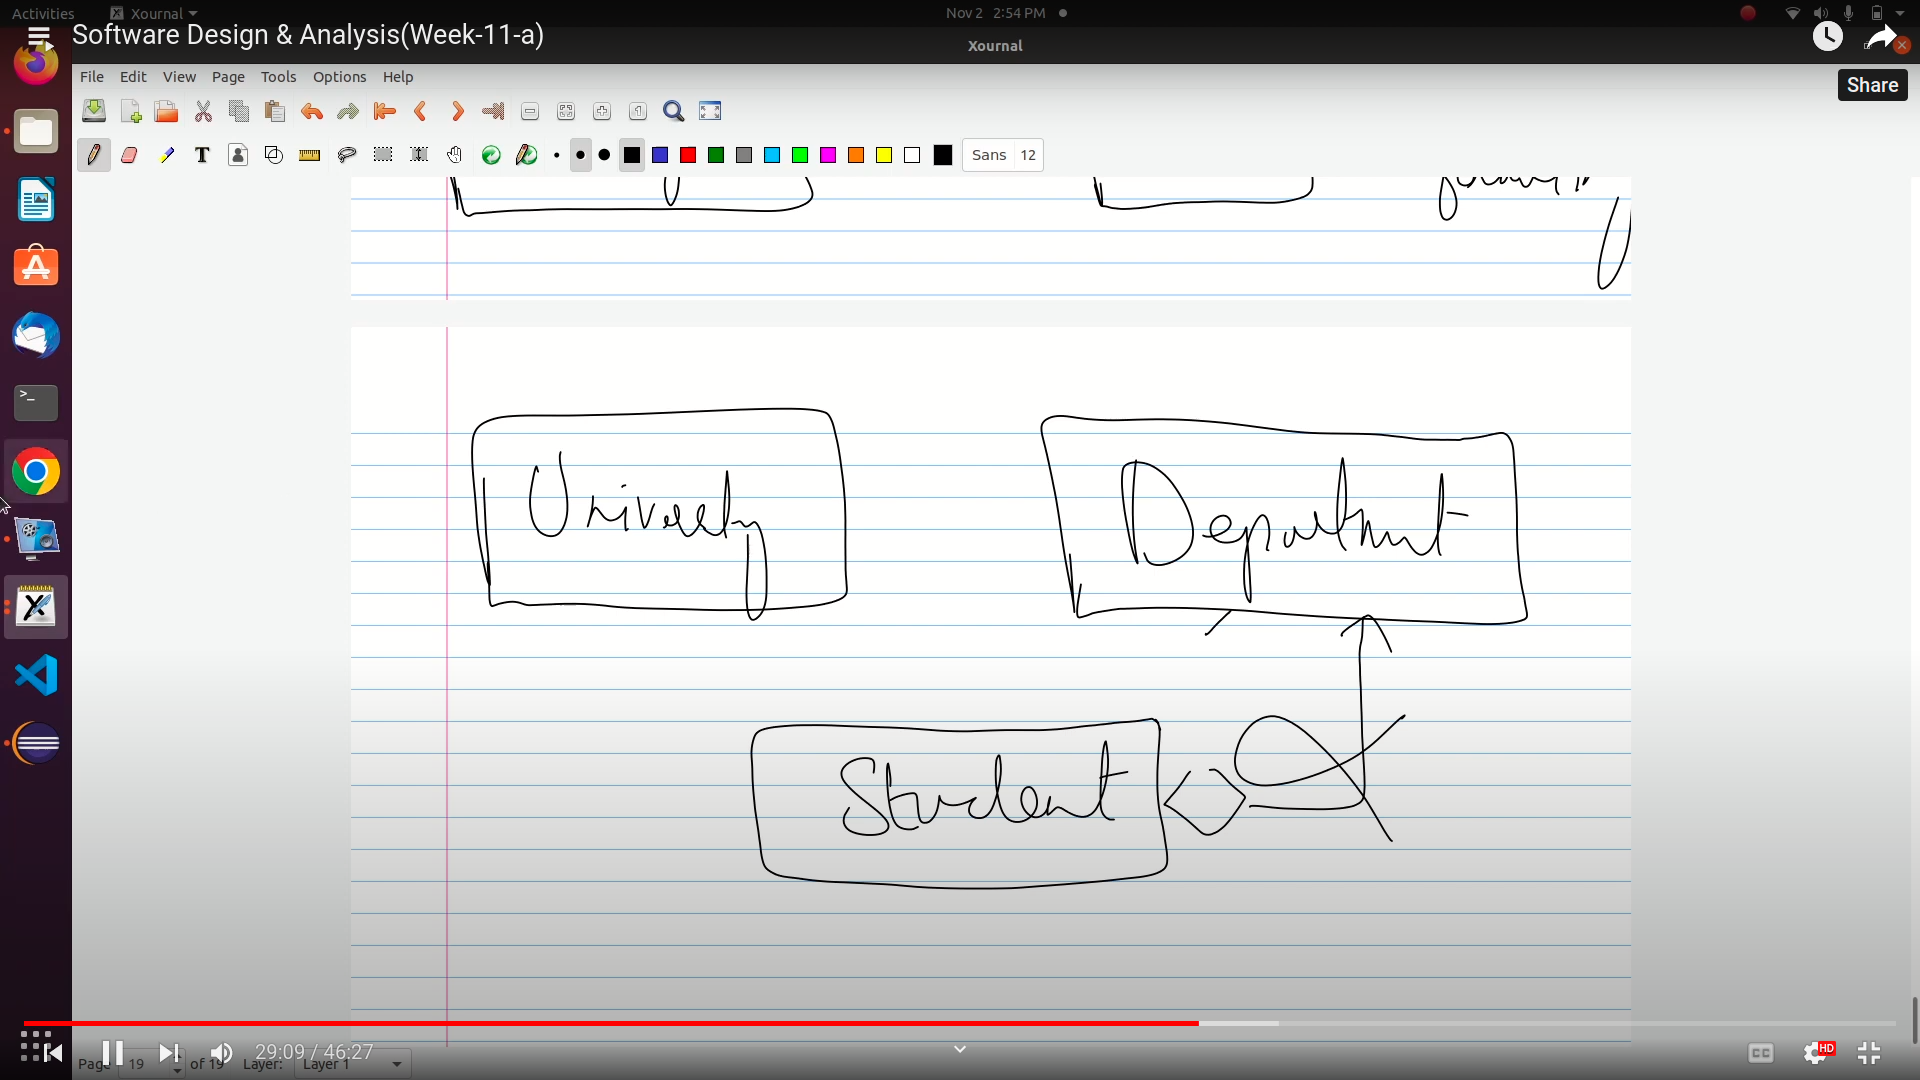 Activities Xournal Nov 2 2:54 PM
Software Design & Analysis(Week-11-a)
Xournal
File Edit View Page Tools Options Help
Share
Sans 12
University Department
Student
29:09 / 46:27
Page 19 of 19 Layer: Layer 1
CC HD